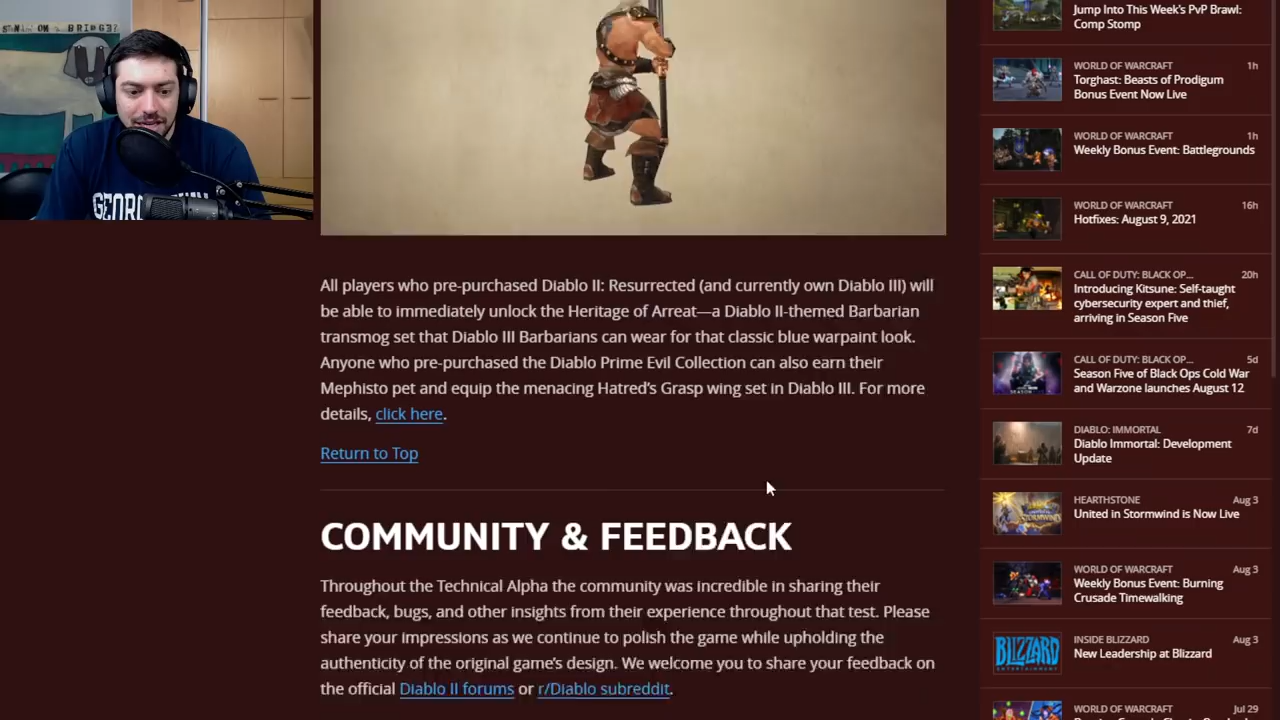 All players who pre-purchased Diablo II: Resurrected (and currently own Diablo III) will
be able to immediately unlock the Heritage of Arreat—a Diablo II-themed Barbarian
transmog set that Diablo III Barbarians can wear for that classic blue warpaint look.
Anyone who pre-purchased the Diablo Prime Evil Collection can also earn their
Mephisto pet and equip the menacing Hatred's Grasp wing set in Diablo III. For more
details, click here.
Return to Top
COMMUNITY & FEEDBACK
Throughout the Technical Alpha the community was incredible in sharing their
feedback, bugs, and other insights from their experience throughout that test. Please
share your impressions as we continue to polish the game while upholding the
authenticity of the original game's design. We welcome you to share your feedback on
the official Diablo II forums or r/Diablo subreddit.
Jump Into This Week's PvP Brawl:
Comp Stomp
WORLD OF WARCRAFT 1h
Torghast: Beasts of Prodigum
Bonus Event Now Live
WORLD OF WARCRAFT 1h
Weekly Bonus Event: Battlegrounds
WORLD OF WARCRAFT 16h
Hotfixes: August 9, 2021
CALL OF DUTY: BLACK OP... 20h
Introducing Kitsune: Self-taught
cybersecurity expert and thief,
arriving in Season Five
CALL OF DUTY: BLACK OP... 5d
Season Five of Black Ops Cold War
and Warzone launches August 12
DIABLO: IMMORTAL 7d
Diablo Immortal: Development
Update
HEARTHSTONE Aug 3
United in Stormwind is Now Live
WORLD OF WARCRAFT Aug 3
Weekly Bonus Event: Burning
Crusade Timewalking
BLIZZARD
INSIDE BLIZZARD Aug 3
New Leadership at Blizzard
WORLD OF WARCRAFT Jul 29